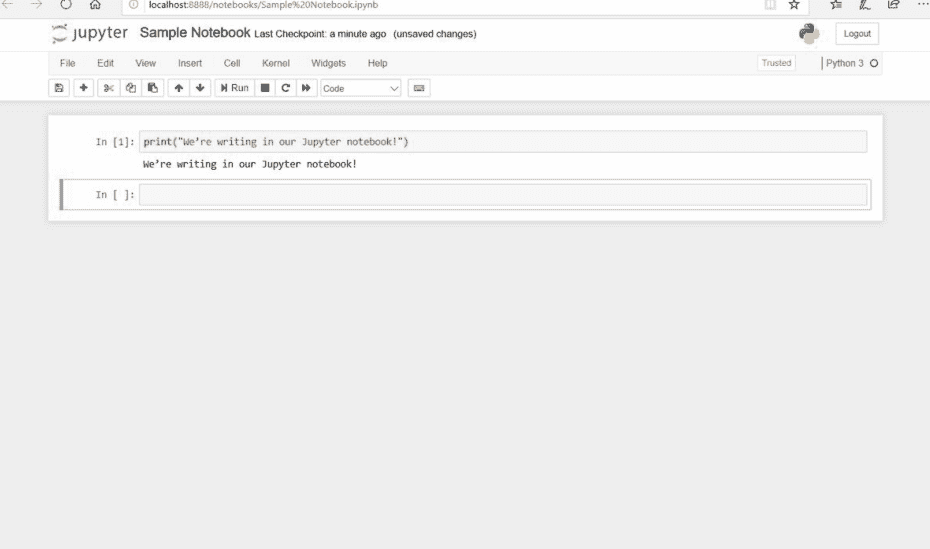 localhost:8888/notebooks/Sample%20Notebook.ipynb
jupyter Sample Notebook Last Checkpoint: a minute ago (unsaved changes)
Logout
File Edit View Insert Cell Kernel Widgets Help
Trusted
Python 3
Run
Code
In [1]: print("We’re writing in our Jupyter notebook!")
We’re writing in our Jupyter notebook!
In [ ]: